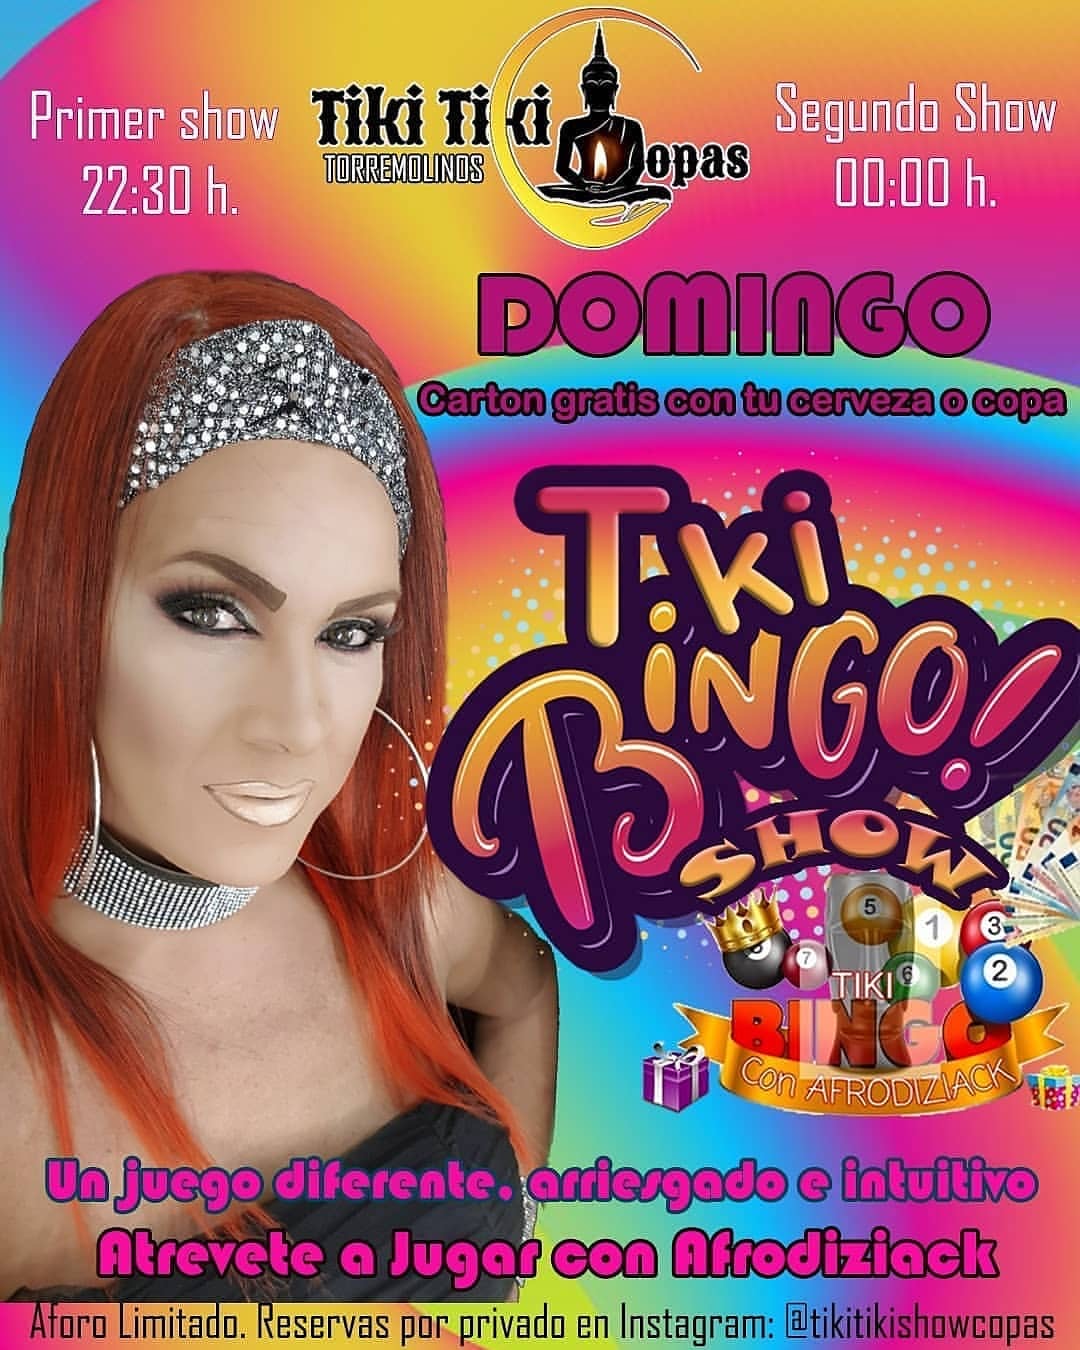 Primer show
22:30 h.
Tiki Tiki Copas
TORREMOLINOS
Segundo Show
00:00 h.
DOMINGO
Carton gratis con tu cerveza o copa
TiKi
BiNGO!
SHOW
5
1
3
8
7
6
2
TIKI
BINGO
Con AFRODIZIACK
Un juego diferente, arriesgado e intuitivo
Atrevete a Jugar con Afrodiziack
Aforo Limitado. Reservas por privado en Instagram: @tikitikishowcopas